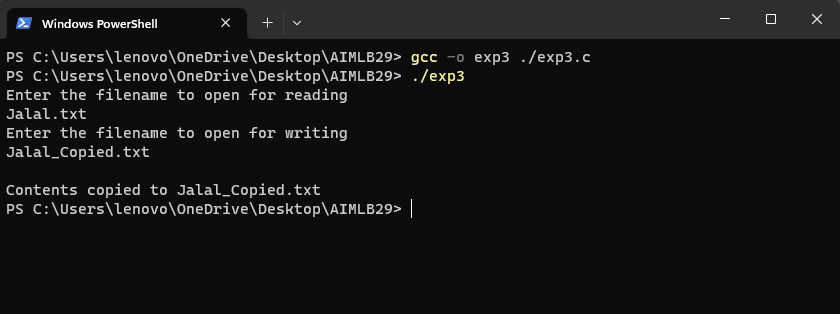 Windows PowerShell
PS C:\Users\lenovo\OneDrive\Desktop\AIMLB29> gcc -o exp3 ./exp3.c
PS C:\Users\lenovo\OneDrive\Desktop\AIMLB29> ./exp3
Enter the filename to open for reading
Jalal.txt
Enter the filename to open for writing
Jalal_Copied.txt

Contents copied to Jalal_Copied.txt
PS C:\Users\lenovo\OneDrive\Desktop\AIMLB29>